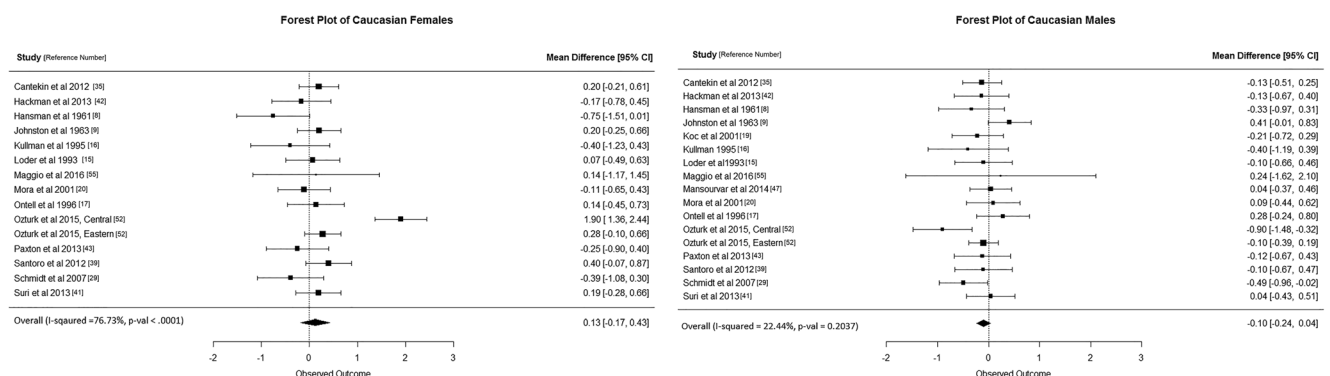 Forest Plot of Caucasian Females
Study [Reference Number] Mean Difference [95% CI]
Cantekin et al 2012 [35] 0.20 [-0.21, 0.61]
Hackman et al 2013 [42] -0.17 [-0.78, 0.45]
Hansman et al 1961[8] -0.75 [-1.51, 0.01]
Johnston et al 1963 [9] 0.20 [-0.25, 0.66]
Kullman et al 1995 [16] -0.40 [-1.23, 0.43]
Loder et al 1993 [15] 0.07 [-0.49, 0.63]
Maggio et al 2016 [55] 0.14 [-1.17, 1.45]
Mora et al 2001 [20] -0.11 [-0.65, 0.43]
Ontell et al 1996 [17] 0.14 [-0.45, 0.73]
Ozturk et al 2015, Central [52] 1.90 [ 1.36, 2.44]
Ozturk et al 2015, Eastern [52] 0.28 [-0.10, 0.66]
Paxton et al 2013 [43] -0.25 [-0.90, 0.40]
Santoro et al 2012 [39] 0.40 [-0.07, 0.87]
Schmidt et al 2007 [29] -0.39 [-1.08, 0.30]
Suri et al 2013 [41] 0.19 [-0.28, 0.66]
Overall (I-sqaured =76.73%, p-val < .0001) 0.13 [-0.17, 0.43]
-2 -1 0 1 2 3
Observed Outcome
Forest Plot of Caucasian Males
Study [Reference Number] Mean Difference [95% CI]
Cantekin et al 2012 [35] -0.13 [-0.51, 0.25]
Hackman et al 2013 [42] -0.13 [-0.67, 0.40]
Hansman et al 1961 [8] -0.33 [-0.97, 0.31]
Johnston et al 1963 [9] 0.41 [-0.01, 0.83]
Koc et al 2001 [19] -0.21 [-0.72, 0.29]
Kullman 1995 [16] -0.40 [-1.19, 0.39]
Loder et al1993 [15] -0.10 [-0.66, 0.46]
Maggio et al 2016 [55] 0.24 [-1.62, 2.10]
Mansourvar et al 2014 [47] 0.04 [-0.37, 0.46]
Mora et al 2001 [20] 0.09 [-0.44, 0.62]
Ontell et al 1996 [17] 0.28 [-0.24, 0.80]
Ozturk et al 2015, Central [52] -0.90 [-1.48, -0.32]
Ozturk et al 2015, Eastern [52] -0.10 [-0.39, 0.19]
Paxton et al 2013 [43] -0.12 [-0.67, 0.43]
Santoro et al 2012 [39] -0.10 [-0.67, 0.47]
Schmidt et al 2007 [29] -0.49 [-0.96, -0.02]
Suri et al 2013 [41] 0.04 [-0.43, 0.51]
Overall (I-squared = 22.44%, p-val = 0.2037) -0.10 [-0.24, 0.04]
-2 -1 0 1 2 3
Observed Outcome